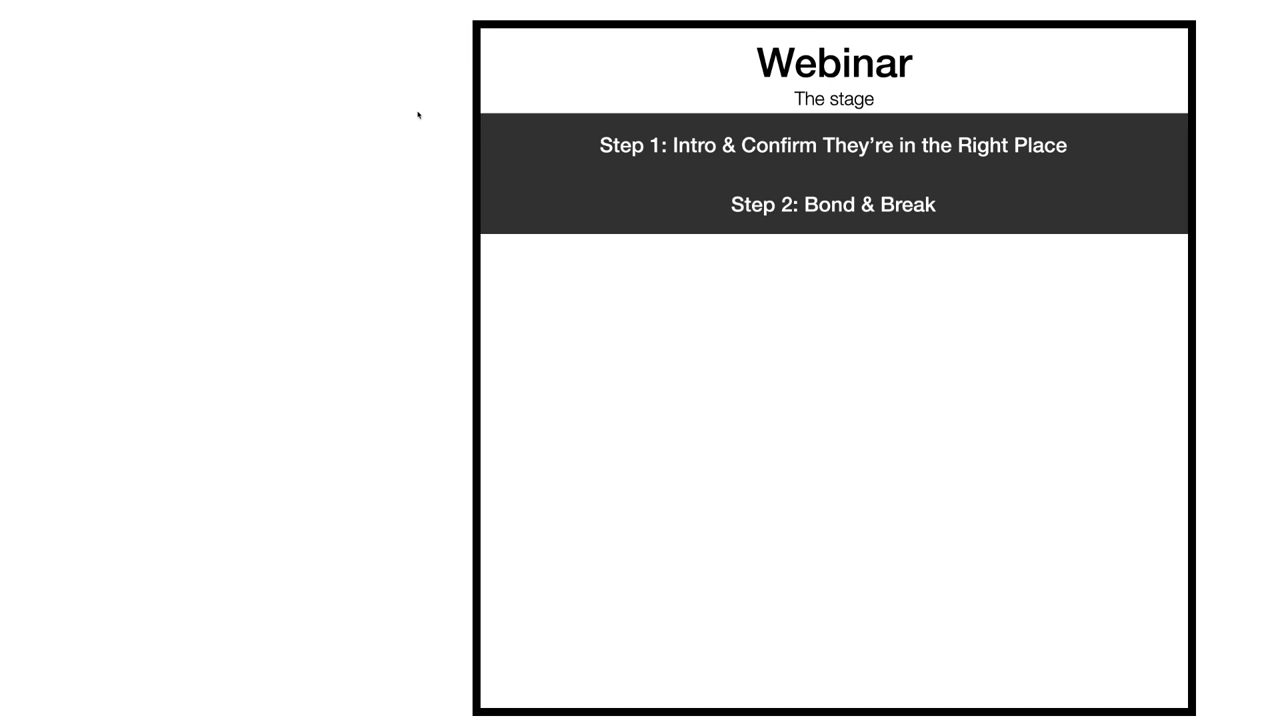 Webinar
The stage
Step 1: Intro & Confirm They’re in the Right Place
Step 2: Bond & Break